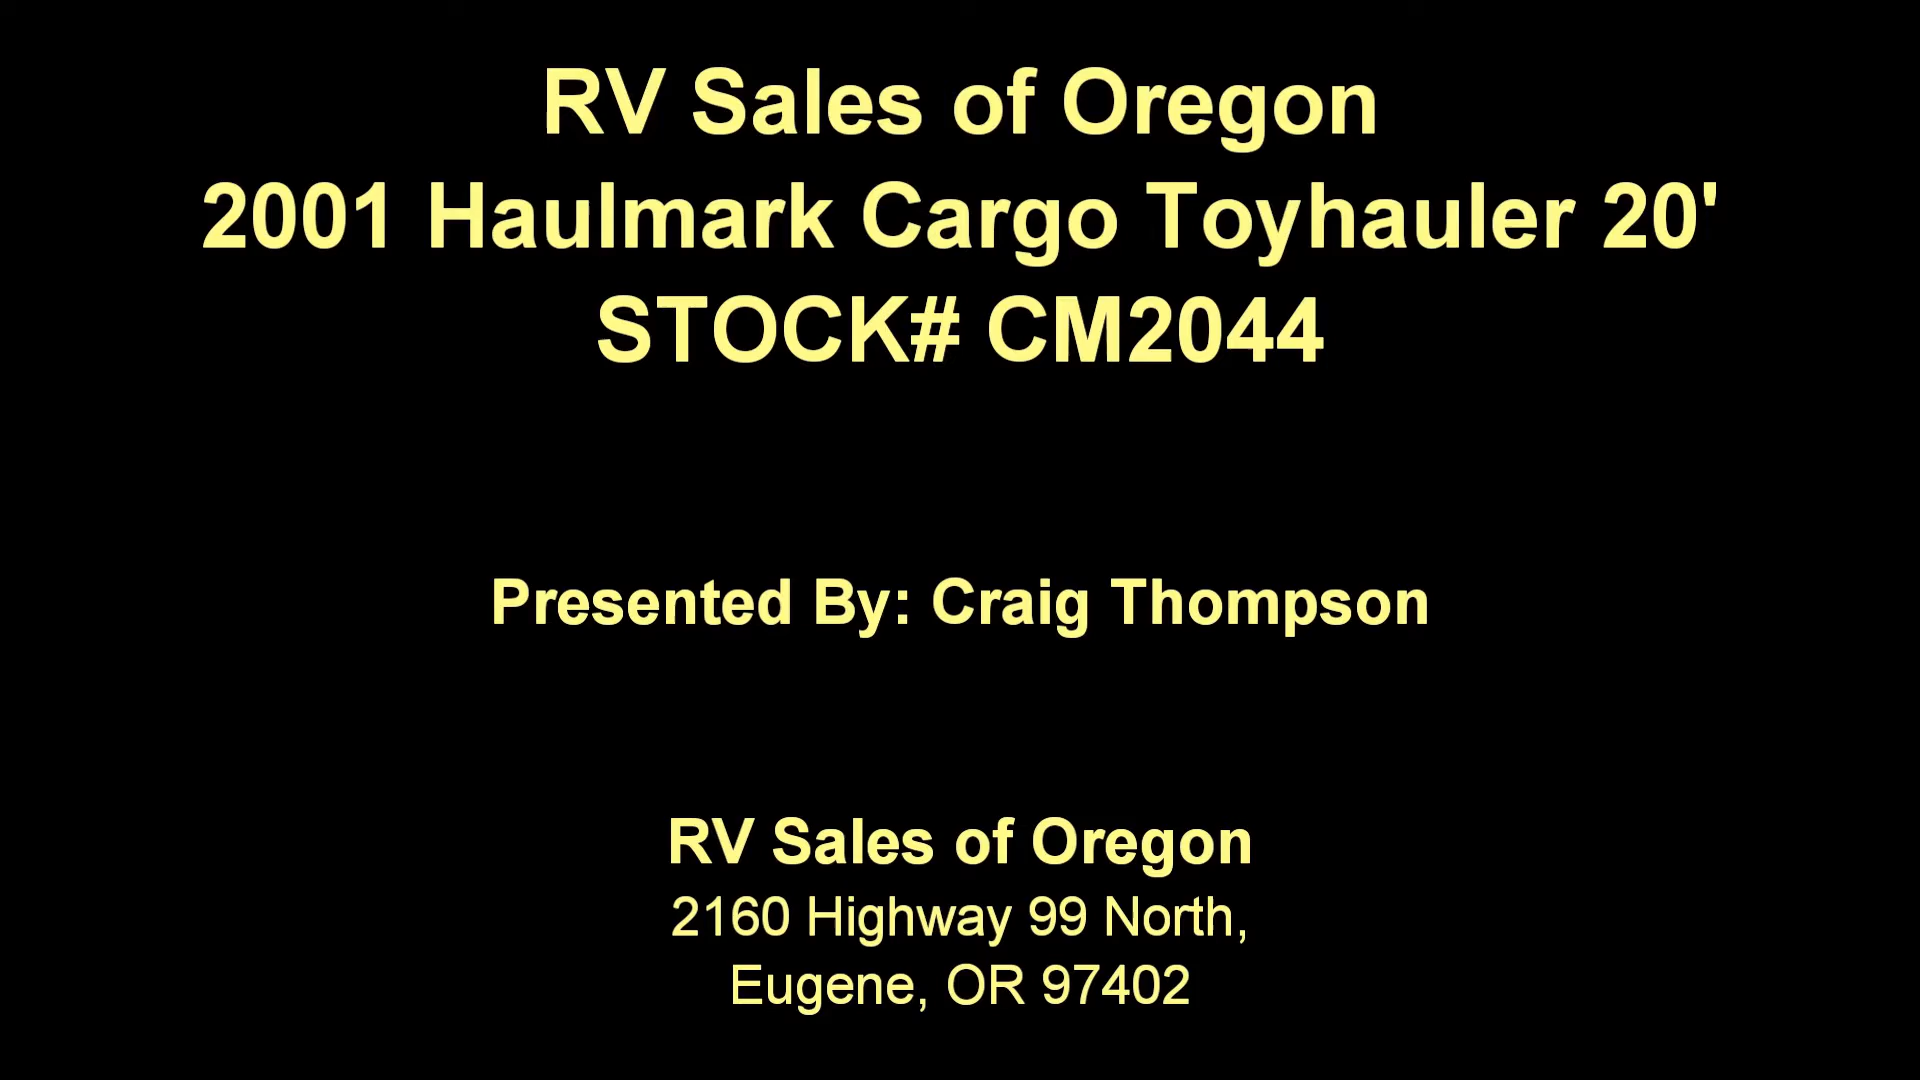 RV Sales of Oregon
2001 Haulmark Cargo Toyhauler 20'
STOCK# CM2044
Presented By: Craig Thompson
RV Sales of Oregon
2160 Highway 99 North,
Eugene, OR 97402